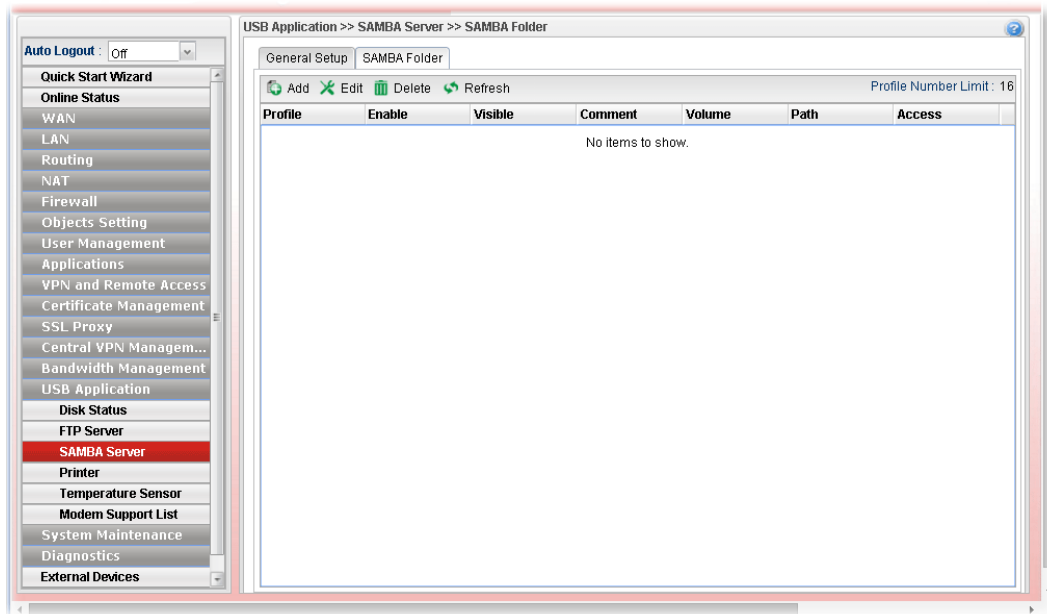 USB Application >> SAMBA Server >> SAMBA Folder
Auto Logout : Off
Quick Start Wizard
Online Status
WAN
LAN
Routing
NAT
Firewall
Objects Setting
User Management
Applications
VPN and Remote Access
Certificate Management
SSL Proxy
Central VPN Managem...
Bandwidth Management
USB Application
Disk Status
FTP Server
SAMBA Server
Printer
Temperature Sensor
Modem Support List
System Maintenance
Diagnostics
External Devices
General Setup SAMBA Folder
Add Edit Delete Refresh Profile Number Limit : 16
Profile Enable Visible Comment Volume Path Access
No items to show.